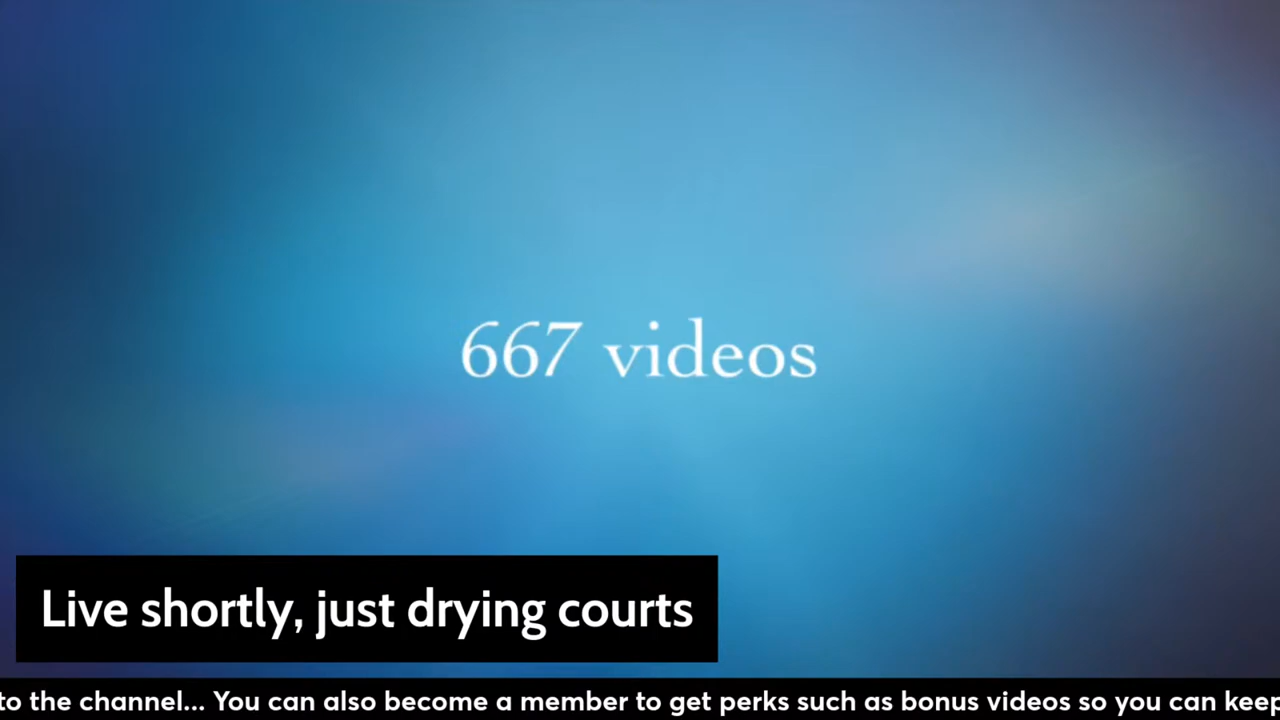 667 videos
Live shortly, just drying courts
to the channel... You can also become a member to get perks such as bonus videos so you can keep